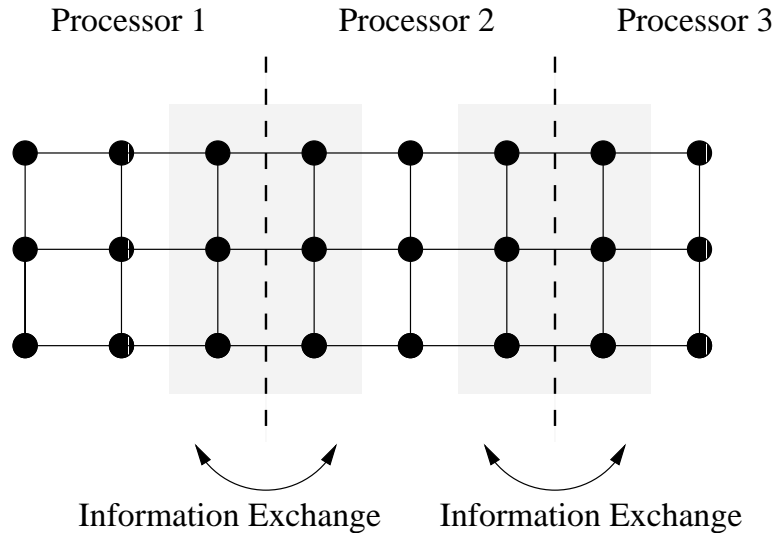 Processor 1
Processor 2
Processor 3
Information Exchange
Information Exchange